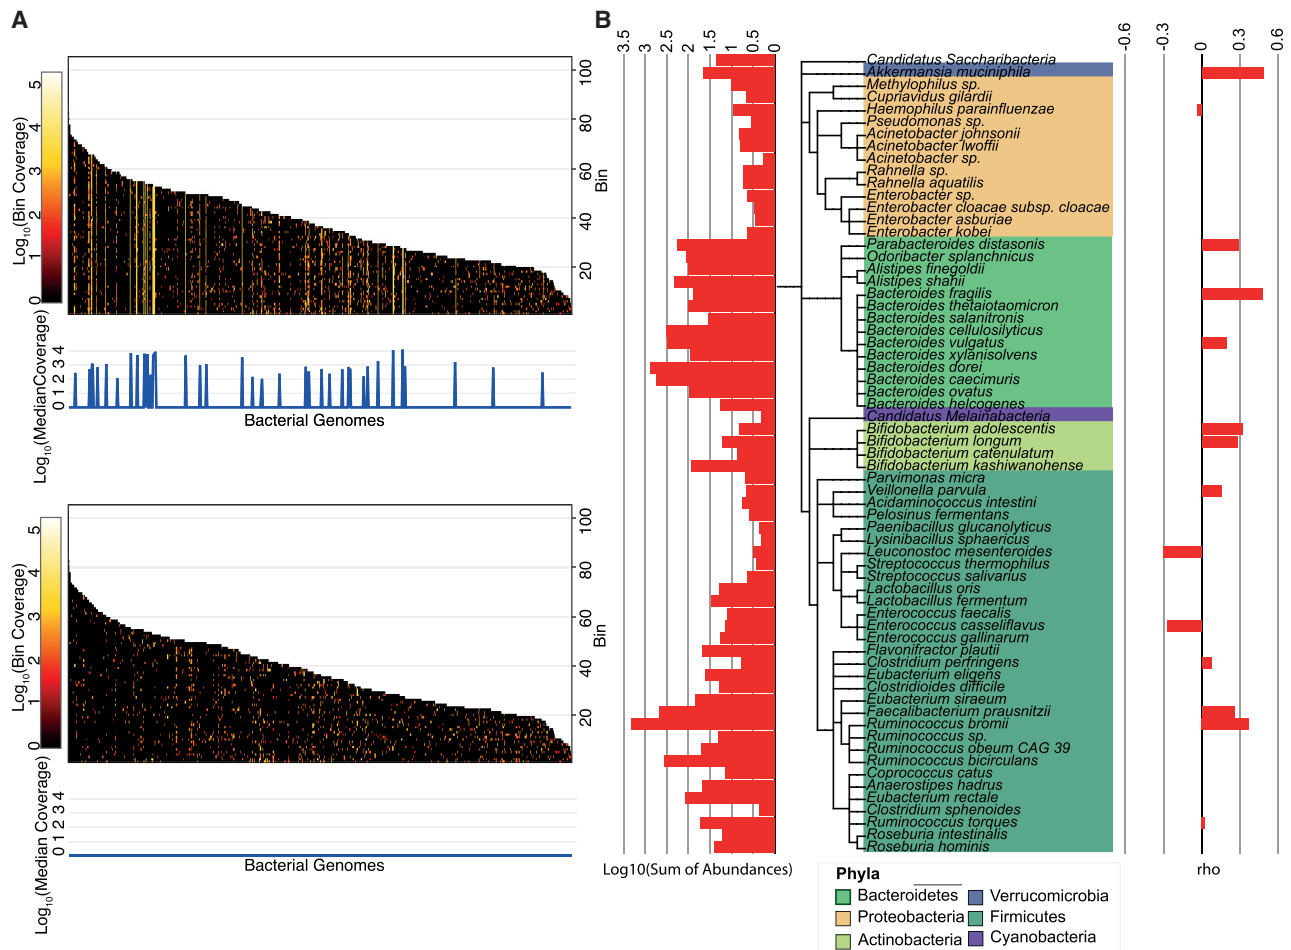 A
Log10(Bin Coverage)
0 1 2 3 4 5
100
80
60
40
20
Bin
Log10(MedianCoverage)
0 1 2 3 4
Bacterial Genomes
Log10(Bin Coverage)
0 1 2 3 4 5
100
80
60
40
20
Bin
Log10(Median Coverage)
0 1 2 3 4
Bacterial Genomes
B
3.5 3 2.5 2 1.5 1 0.5 0
Candidatus Saccharibacteria
Akkermansia muciniphila
Methylophilus sp.
Cupriavidus gilardii
Haemophilus parainfluenzae
Pseudomonas sp.
Acinetobacter johnsonii
Acinetobacter lwoffii
Acinetobacter sp.
Rahnella sp.
Rahnella aquatilis
Enterobacter sp.
Enterobacter cloacae subsp. cloacae
Enterobacter asburiae
Enterobacter kobei
Parabacteroides distasonis
Odoribacter splanchnicus
Alistipes finegoldii
Alistipes shahii
Bacteroides fragilis
Bacteroides thetaiotaomicron
Bacteroides salanitronis
Bacteroides cellulosilyticus
Bacteroides vulgatus
Bacteroides xylanisolvens
Bacteroides dorei
Bacteroides caecimuris
Bacteroides ovatus
Bacteroides helcogenes
Candidatus Melainabacteria
Bifidobacterium adolescentis
Bifidobacterium longum
Bifidobacterium catenulatum
Bifidobacterium kashiwanohense
Parvimonas micra
Veillonella parvula
Acidaminococcus intestini
Pelosinus fermentans
Paenibacillus glucanolyticus
Lysinibacillus sphaericus
Leuconostoc mesenteroides
Streptococcus thermophilus
Streptococcus salivarius
Lactobacillus oris
Lactobacillus fermentum
Enterococcus faecalis
Enterococcus casseliflavus
Enterococcus gallinarum
Flavonifractor plautii
Clostridium perfringens
Eubacterium eligens
Clostridioides difficile
Eubacterium siraeum
Faecalibacterium prausnitzii
Ruminococcus bromii
Ruminococcus sp.
Ruminococcus obeum CAG 39
Ruminococcus bicirculans
Coprococcus catus
Anaerostipes hadrus
Eubacterium rectale
Clostridium sphenoides
Ruminococcus torques
Roseburia intestinalis
Roseburia hominis
-0.6 -0.3 0 0.3 0.6
Log10(Sum of Abundances)
rho
Phyla
Bacteroidetes
Proteobacteria
Actinobacteria
Verrucomicrobia
Firmicutes
Cyanobacteria